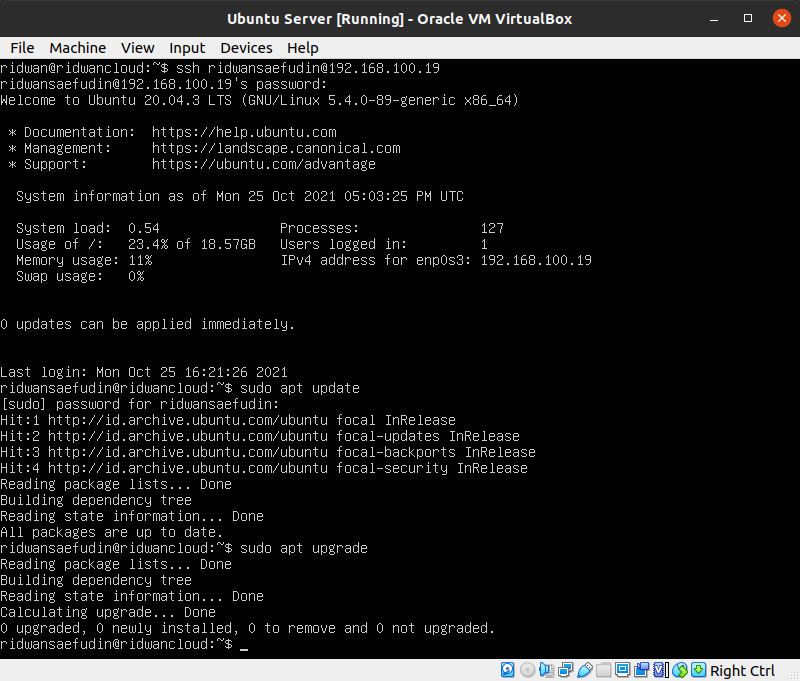 Ubuntu Server [Running] - Oracle VM VirtualBox
File Machine View Input Devices Help
ridwan@ridwancloud:~$ ssh ridwansaefudin@192.168.100.19
ridwansaefudin@192.168.100.19's password:
Welcome to Ubuntu 20.04.3 LTS (GNU/Linux 5.4.0-89-generic x86_64)
* Documentation: https://help.ubuntu.com
* Management: https://landscape.canonical.com
* Support: https://ubuntu.com/advantage
System information as of Mon 25 Oct 2021 05:03:25 PM UTC
System load: 0.54 Processes: 127
Usage of /: 23.4% of 18.57GB Users logged in: 1
Memory usage: 11% IPv4 address for enp0s3: 192.168.100.19
Swap usage: 0%
0 updates can be applied immediately.
Last login: Mon Oct 25 16:21:26 2021
ridwansaefudin@ridwancloud:~$ sudo apt update
[sudo] password for ridwansaefudin:
Hit:1 http://id.archive.ubuntu.com/ubuntu focal InRelease
Hit:2 http://id.archive.ubuntu.com/ubuntu focal-updates InRelease
Hit:3 http://id.archive.ubuntu.com/ubuntu focal-backports InRelease
Hit:4 http://id.archive.ubuntu.com/ubuntu focal-security InRelease
Reading package lists... Done
Building dependency tree
Reading state information... Done
All packages are up to date.
ridwansaefudin@ridwancloud:~$ sudo apt upgrade
Reading package lists... Done
Building dependency tree
Reading state information... Done
Calculating upgrade... Done
0 upgraded, 0 newly installed, 0 to remove and 0 not upgraded.
ridwansaefudin@ridwancloud:~$ _
Right Ctrl